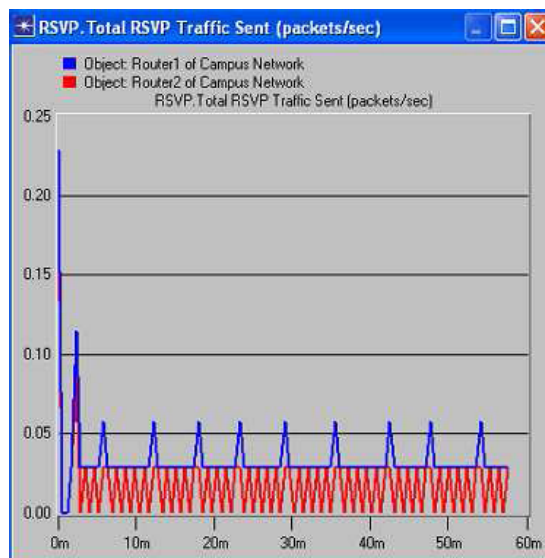 RSVP.Total RSVP Traffic Sent (packets/sec)
Object: Router1 of Campus Network
Object: Router2 of Campus Network
RSVP.Total RSVP Traffic Sent (packets/sec)
0.25
0.20
0.15
0.10
0.05
0.00
0m 10m 20m 30m 40m 50m 60m